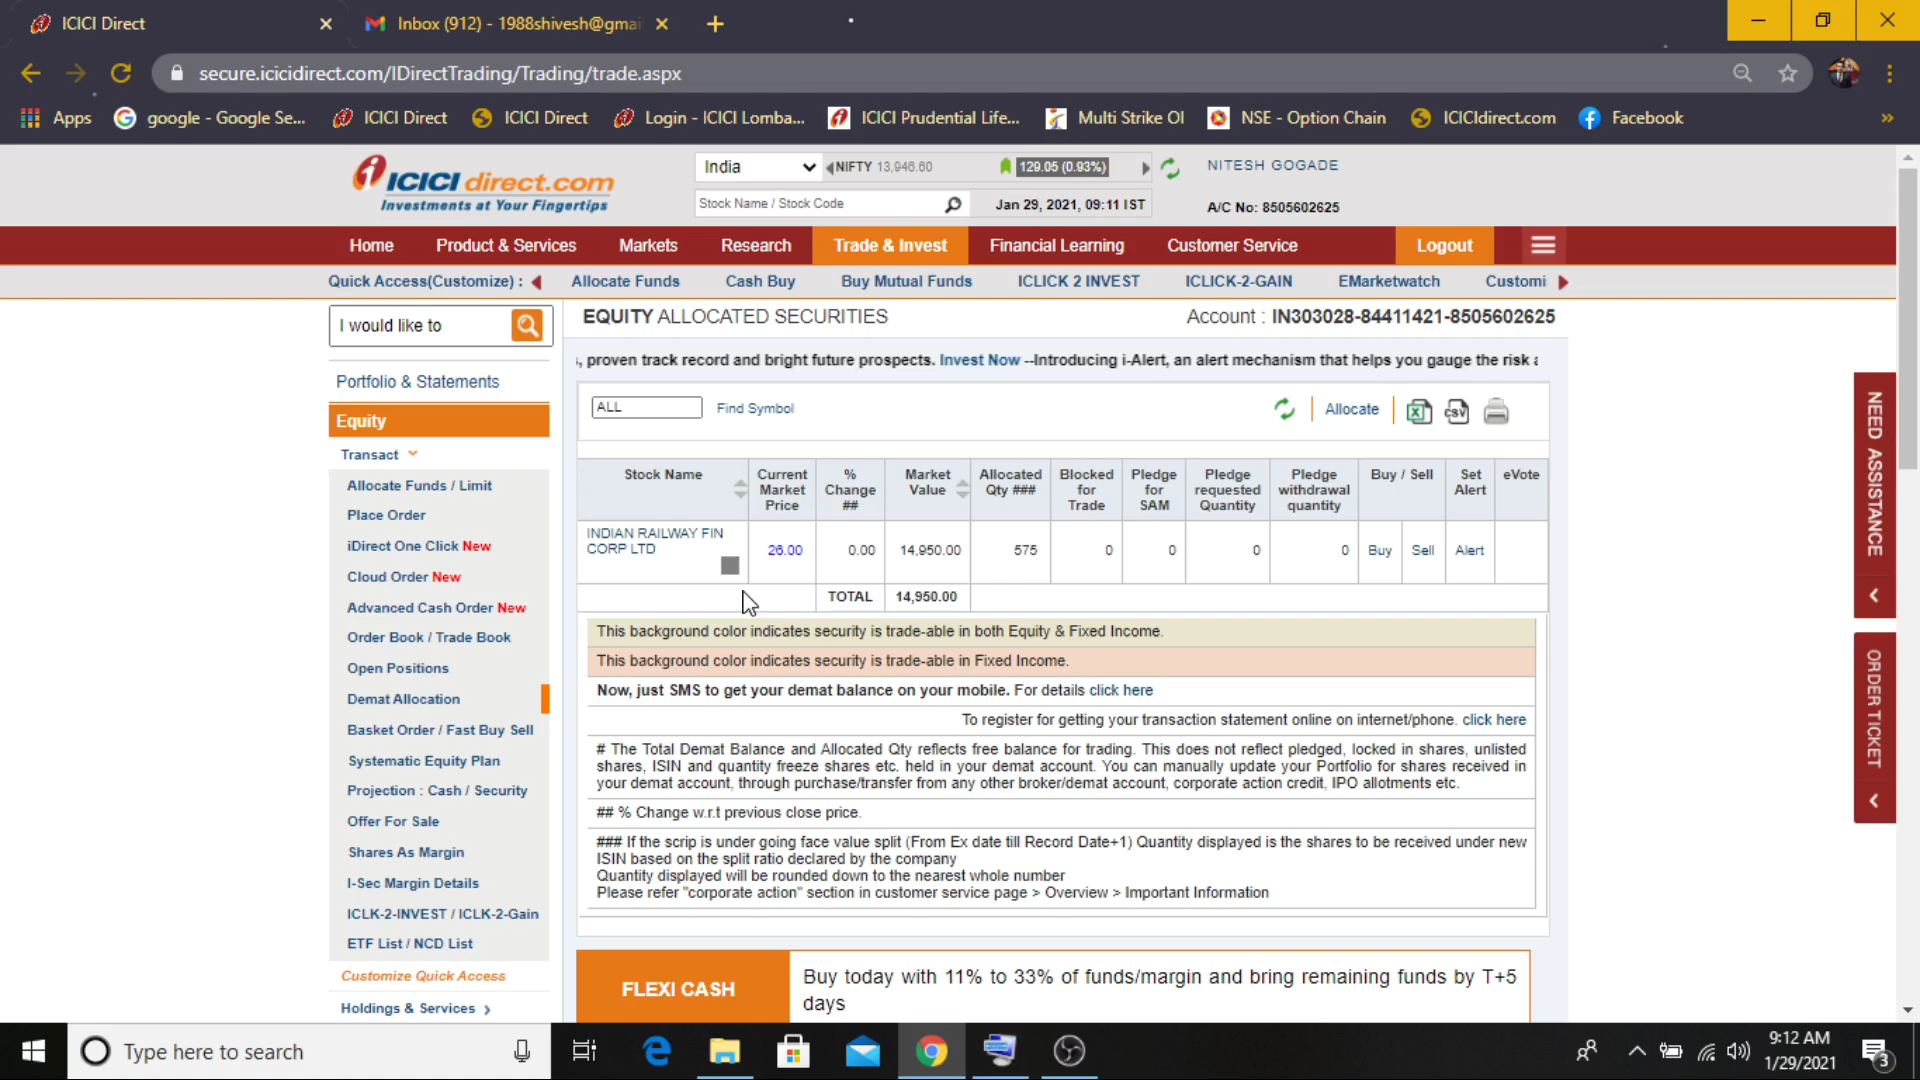 ICICI Direct
Inbox (912) - 1988shivesh@gmai
secure.icicidirect.com/IDirectTrading/Trading/trade.aspx
Apps
google - Google Se...
ICICI Direct
ICICI Direct
Login - ICICI Lomba...
ICICI Prudential Life...
Multi Strike OI
NSE - Option Chain
ICICIdirect.com
Facebook
»
ICICI direct.com
Investments at Your Fingertips
India
NIFTY 13,946.60
129.05 (0.93%)
NITESH GOGADE
Stock Name / Stock Code
Jan 29, 2021, 09:11 IST
A/C No: 8505602625
Home
Product & Services
Markets
Research
Trade & Invest
Financial Learning
Customer Service
Logout
Quick Access(Customize) :
Allocate Funds
Cash Buy
Buy Mutual Funds
ICLICK 2 INVEST
ICLICK-2-GAIN
EMarketwatch
Customi
I would like to
Portfolio & Statements
Equity
Transact
Allocate Funds / Limit
Place Order
iDirect One Click New
Cloud Order New
Advanced Cash Order New
Order Book / Trade Book
Open Positions
Demat Allocation
Basket Order / Fast Buy Sell
Systematic Equity Plan
Projection : Cash / Security
Offer For Sale
Shares As Margin
I-Sec Margin Details
ICLK-2-INVEST / ICLK-2-Gain
ETF List / NCD List
Customize Quick Access
Holdings & Services
EQUITY ALLOCATED SECURITIES
Account : IN303028-84411421-8505602625
, proven track record and bright future prospects. Invest Now --Introducing i-Alert, an alert mechanism that helps you gauge the risk a
ALL
Find Symbol
Allocate
CSV
Stock Name
Current Market Price
% Change ##
Market Value
Allocated Qty ###
Blocked for Trade
Pledge for SAM
Pledge requested Quantity
Pledge withdrawal quantity
Buy / Sell
Set Alert
eVote
INDIAN RAILWAY FIN
CORP LTD
26.00
0.00
14,950.00
575
0
0
0
0
Buy
Sell
Alert
TOTAL
14,950.00
This background color indicates security is trade-able in both Equity & Fixed Income.
This background color indicates security is trade-able in Fixed Income.
Now, just SMS to get your demat balance on your mobile. For details click here
To register for getting your transaction statement online on internet/phone. click here
# The Total Demat Balance and Allocated Qty reflects free balance for trading. This does not reflect pledged, locked in shares, unlisted
shares, ISIN and quantity freeze shares etc. held in your demat account. You can manually update your Portfolio for shares received in
your demat account, through purchase/transfer from any other broker/demat account, corporate action credit, IPO allotments etc.
## % Change w.r.t previous close price.
### If the scrip is under going face value split (From Ex date till Record Date+1) Quantity displayed is the shares to be received under new
ISIN based on the split ratio declared by the company
Quantity displayed will be rounded down to the nearest whole number
Please refer "corporate action" section in customer service page > Overview > Important Information
FLEXI CASH
Buy today with 11% to 33% of funds/margin and bring remaining funds by T+5
days
NEED ASSISTANCE
ORDER TICKET
Type here to search
9:12 AM
1/29/2021
3